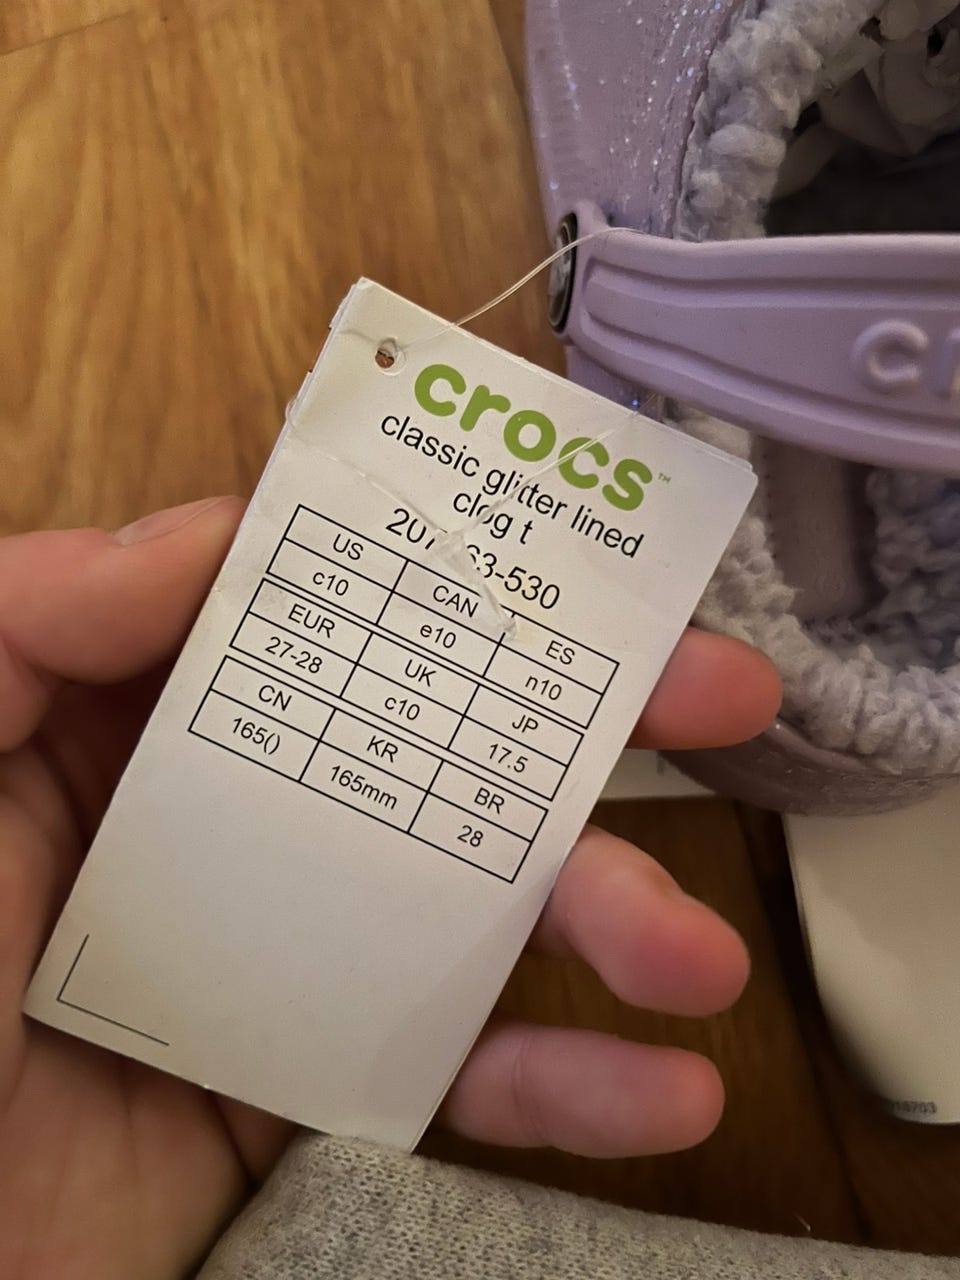 crocs™
classic glitter lined
clog t
US CAN ES
c10 e10 n10
EUR UK JP
27-28 c10 17.5
CN KR BR
165() 165mm 28